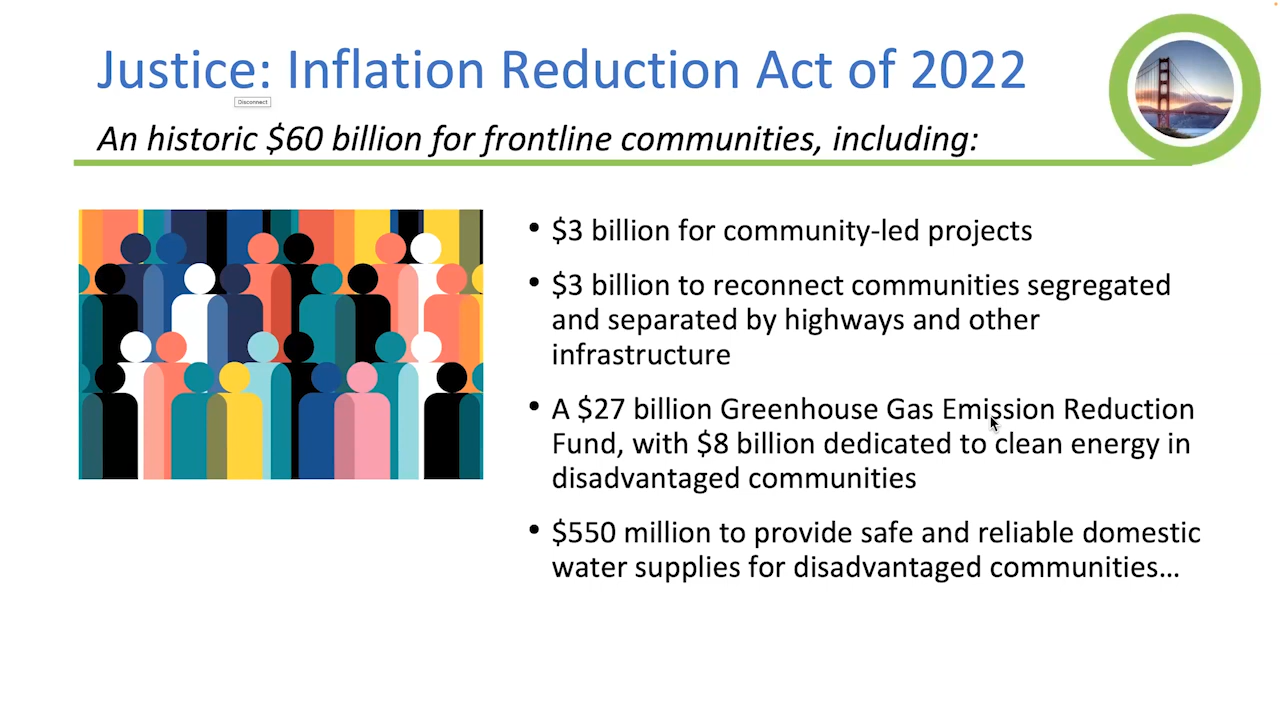 Justice: Inflation Reduction Act of 2022
Disconnect
An historic $60 billion for frontline communities, including:
• $3 billion for community-led projects
• $3 billion to reconnect communities segregated
and separated by highways and other
infrastructure
• A $27 billion Greenhouse Gas Emission Reduction
Fund, with $8 billion dedicated to clean energy in
disadvantaged communities
• $550 million to provide safe and reliable domestic
water supplies for disadvantaged communities...